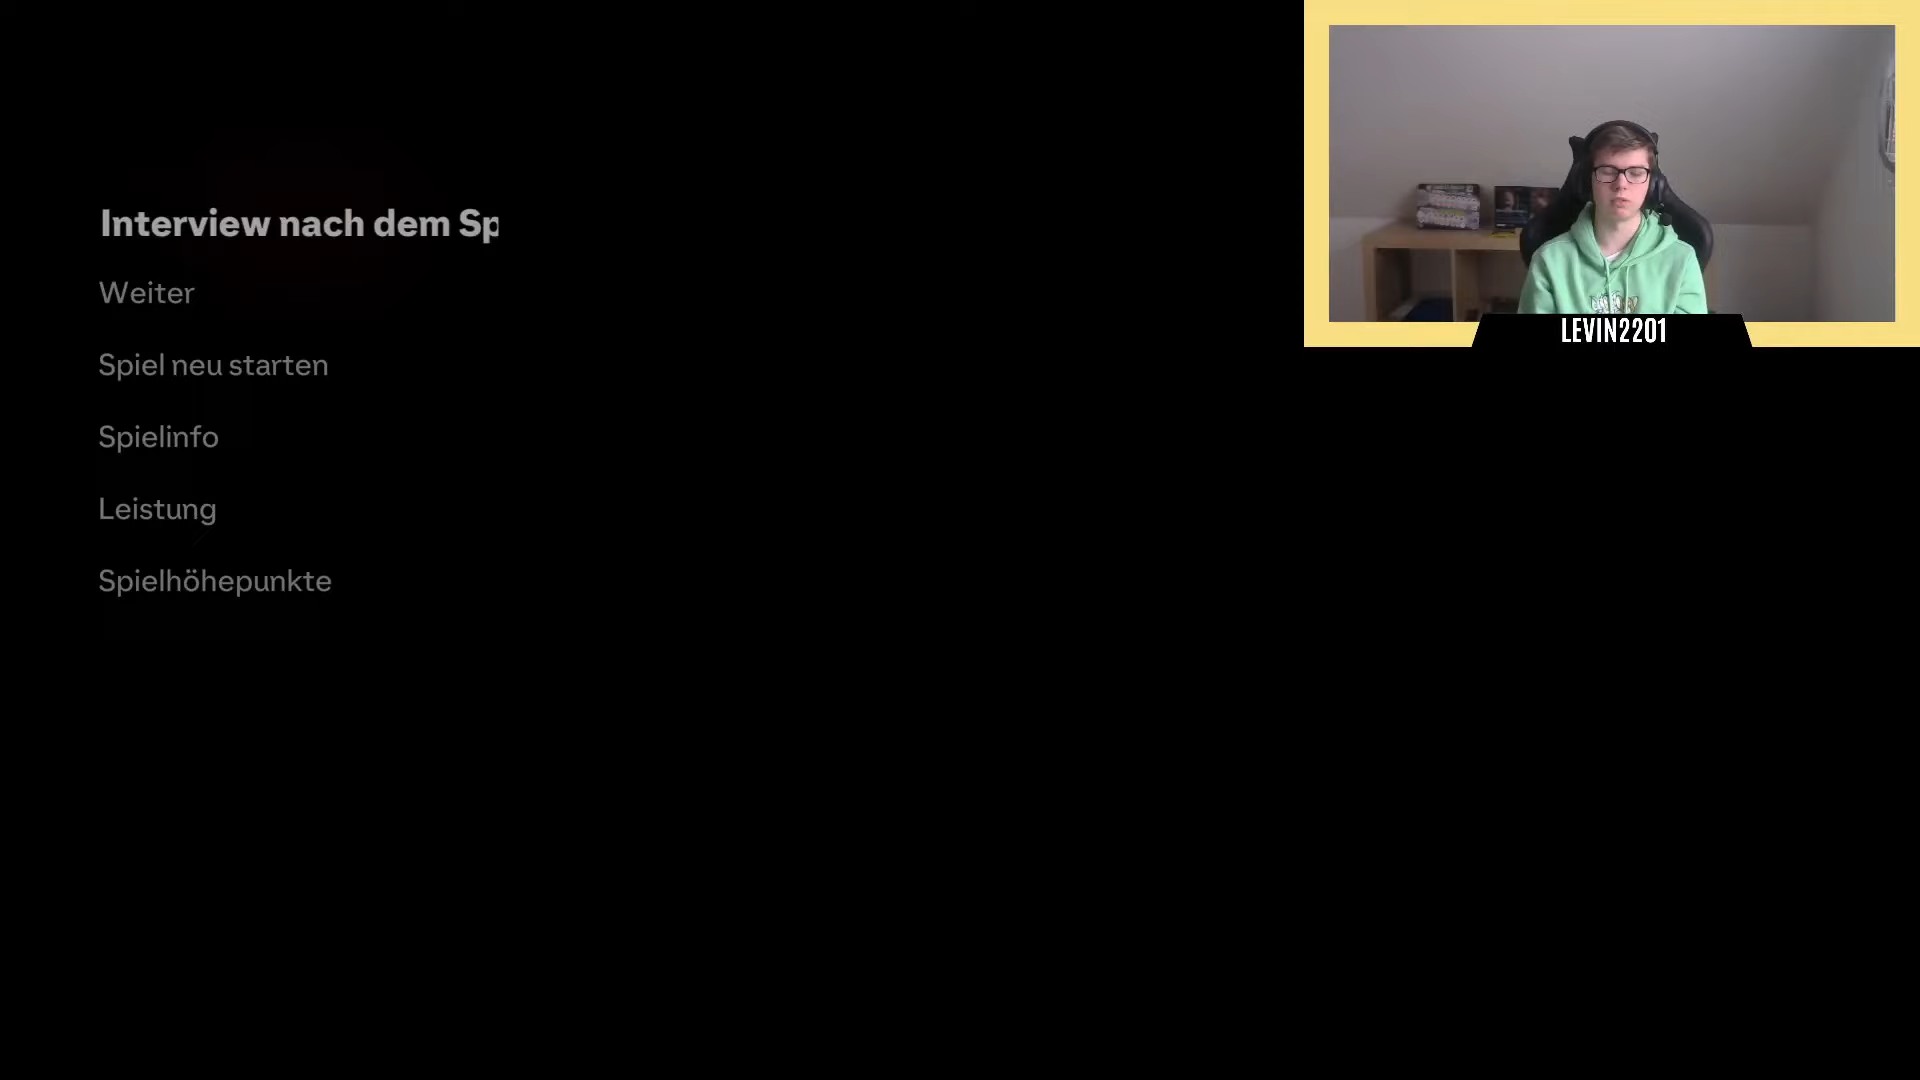 Interview nach dem Sp
Weiter
Spiel neu starten
Spielinfo
Leistung
Spielhöhepunkte
LEVIN2201